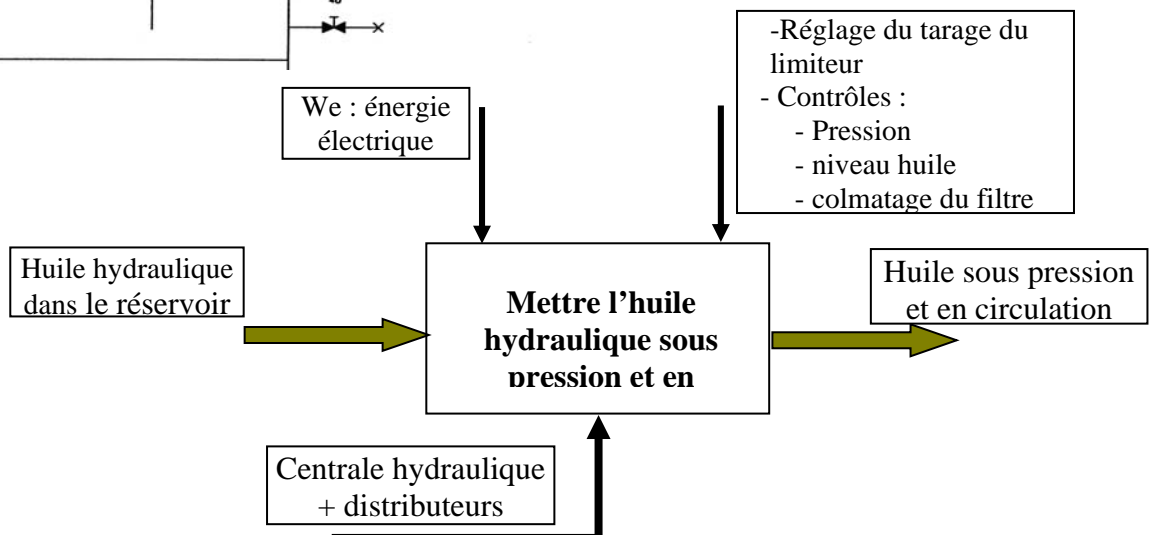 -Réglage du tarage du
limiteur
- Contrôles :
- Pression
- niveau huile
- colmatage du filtre
We : énergie
électrique
Huile hydraulique
dans le réservoir
Mettre l’huile
hydraulique sous
pression et en
Huile sous pression
et en circulation
Centrale hydraulique
+ distributeurs